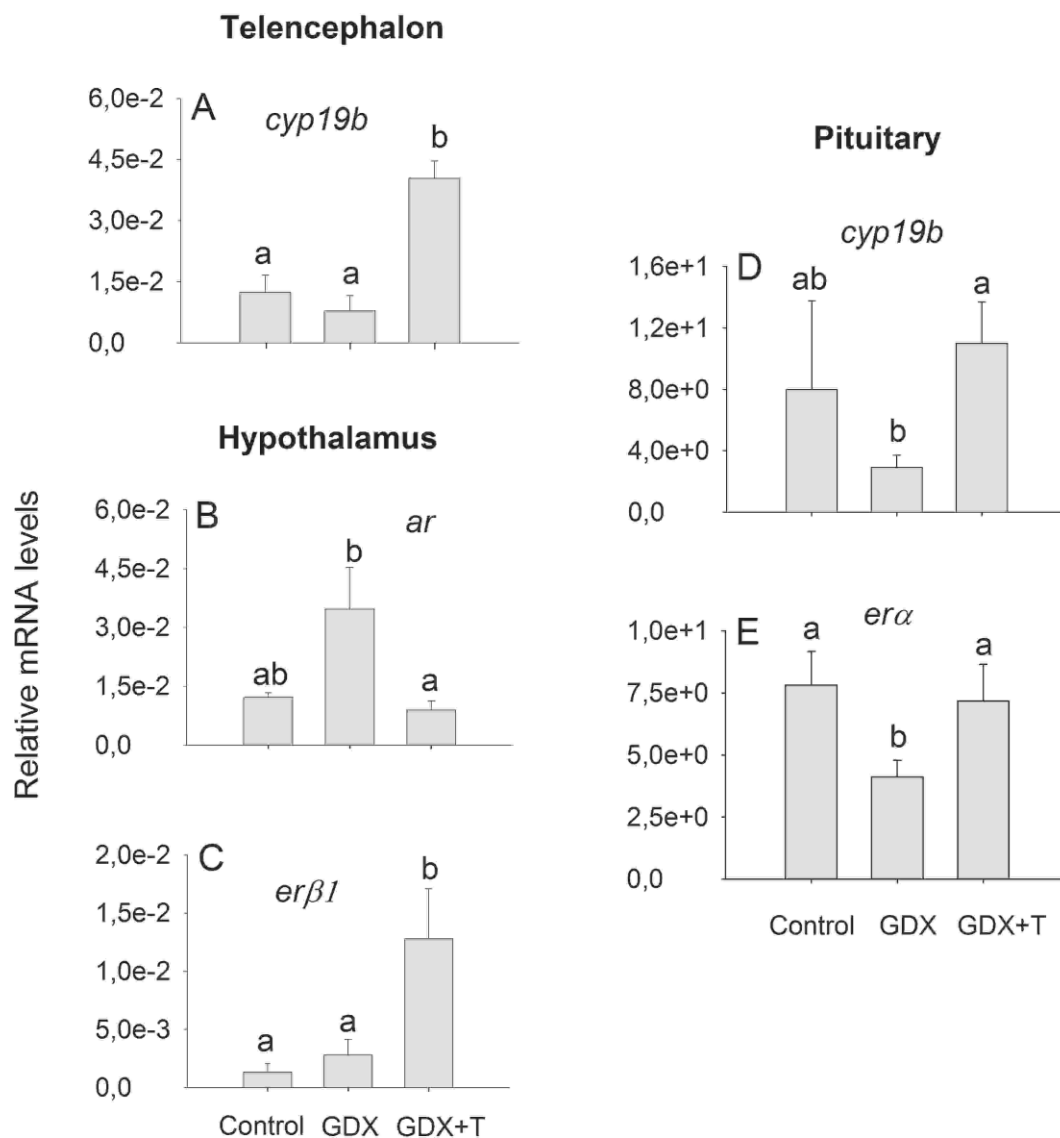 Telencephalon
A
cyp19b
6,0e-2
4,5e-2
3,0e-2
1,5e-2
0,0
a
a
b
Hypothalamus
B
ar
6,0e-2
4,5e-2
3,0e-2
1,5e-2
0,0
ab
b
a
C
erβ1
2,0e-2
1,5e-2
1,0e-2
5,0e-3
0,0
a
a
b
Control GDX GDX+T
Relative mRNA levels
Pituitary
cyp19b
D
1,6e+1
1,2e+1
8,0e+0
4,0e+0
0,0
ab
b
a
E
erα
1,0e+1
7,5e+0
5,0e+0
2,5e+0
0,0
a
b
a
Control GDX GDX+T